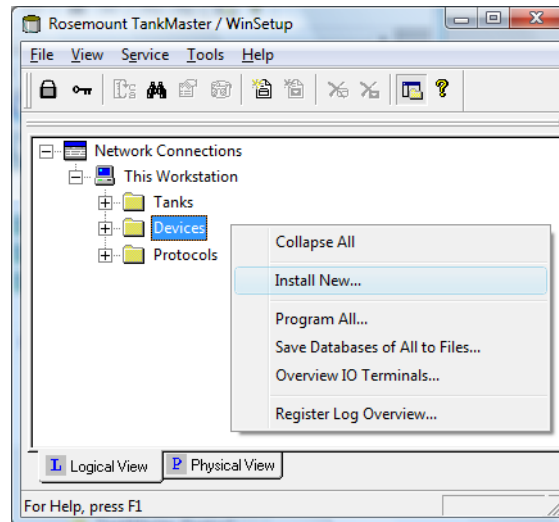 Rosemount TankMaster / WinSetup
File View Service Tools Help
Network Connections
This Workstation
Tanks
Devices
Protocols
Collapse All
Install New...
Program All...
Save Databases of All to Files...
Overview IO Terminals...
Register Log Overview...
L Logical View P Physical View
For Help, press F1